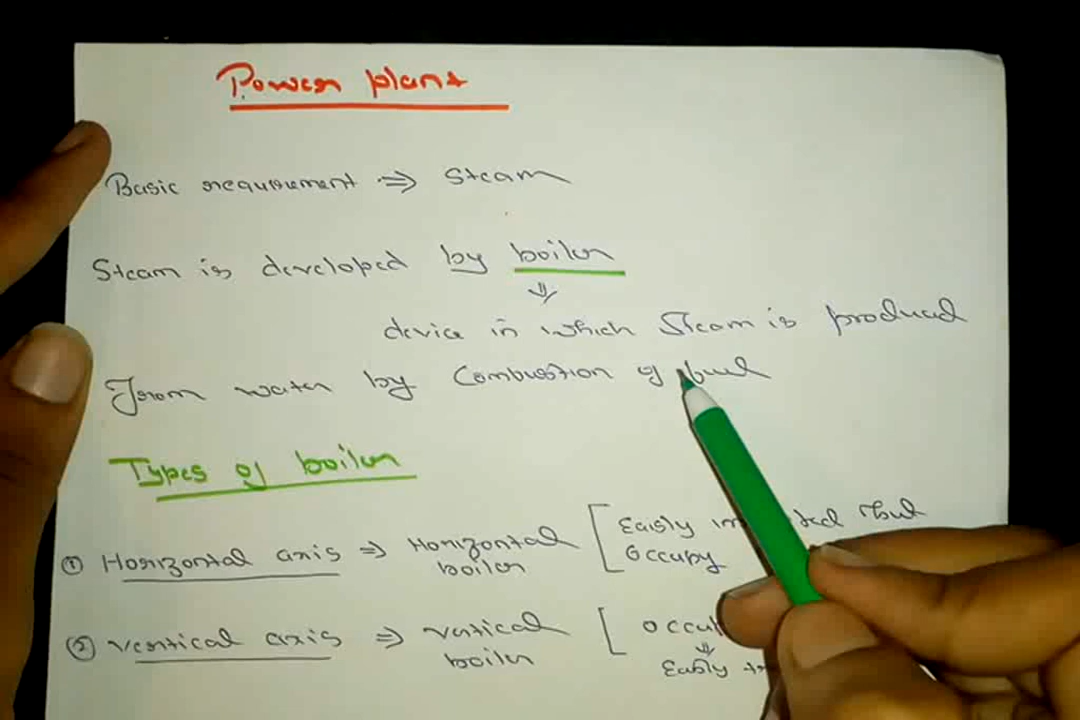 Power plant
Basic requirement ⇒ Steam
Steam is developed by boiler
⇓
device in which Steam is produced
From water by Combustion of fuel
Types of boiler
① Horizontal axis ⇒ Horizontal boiler [ Easily but
Occupy
② Vertical axis ⇒ Vertical boiler [
⇓
Easily